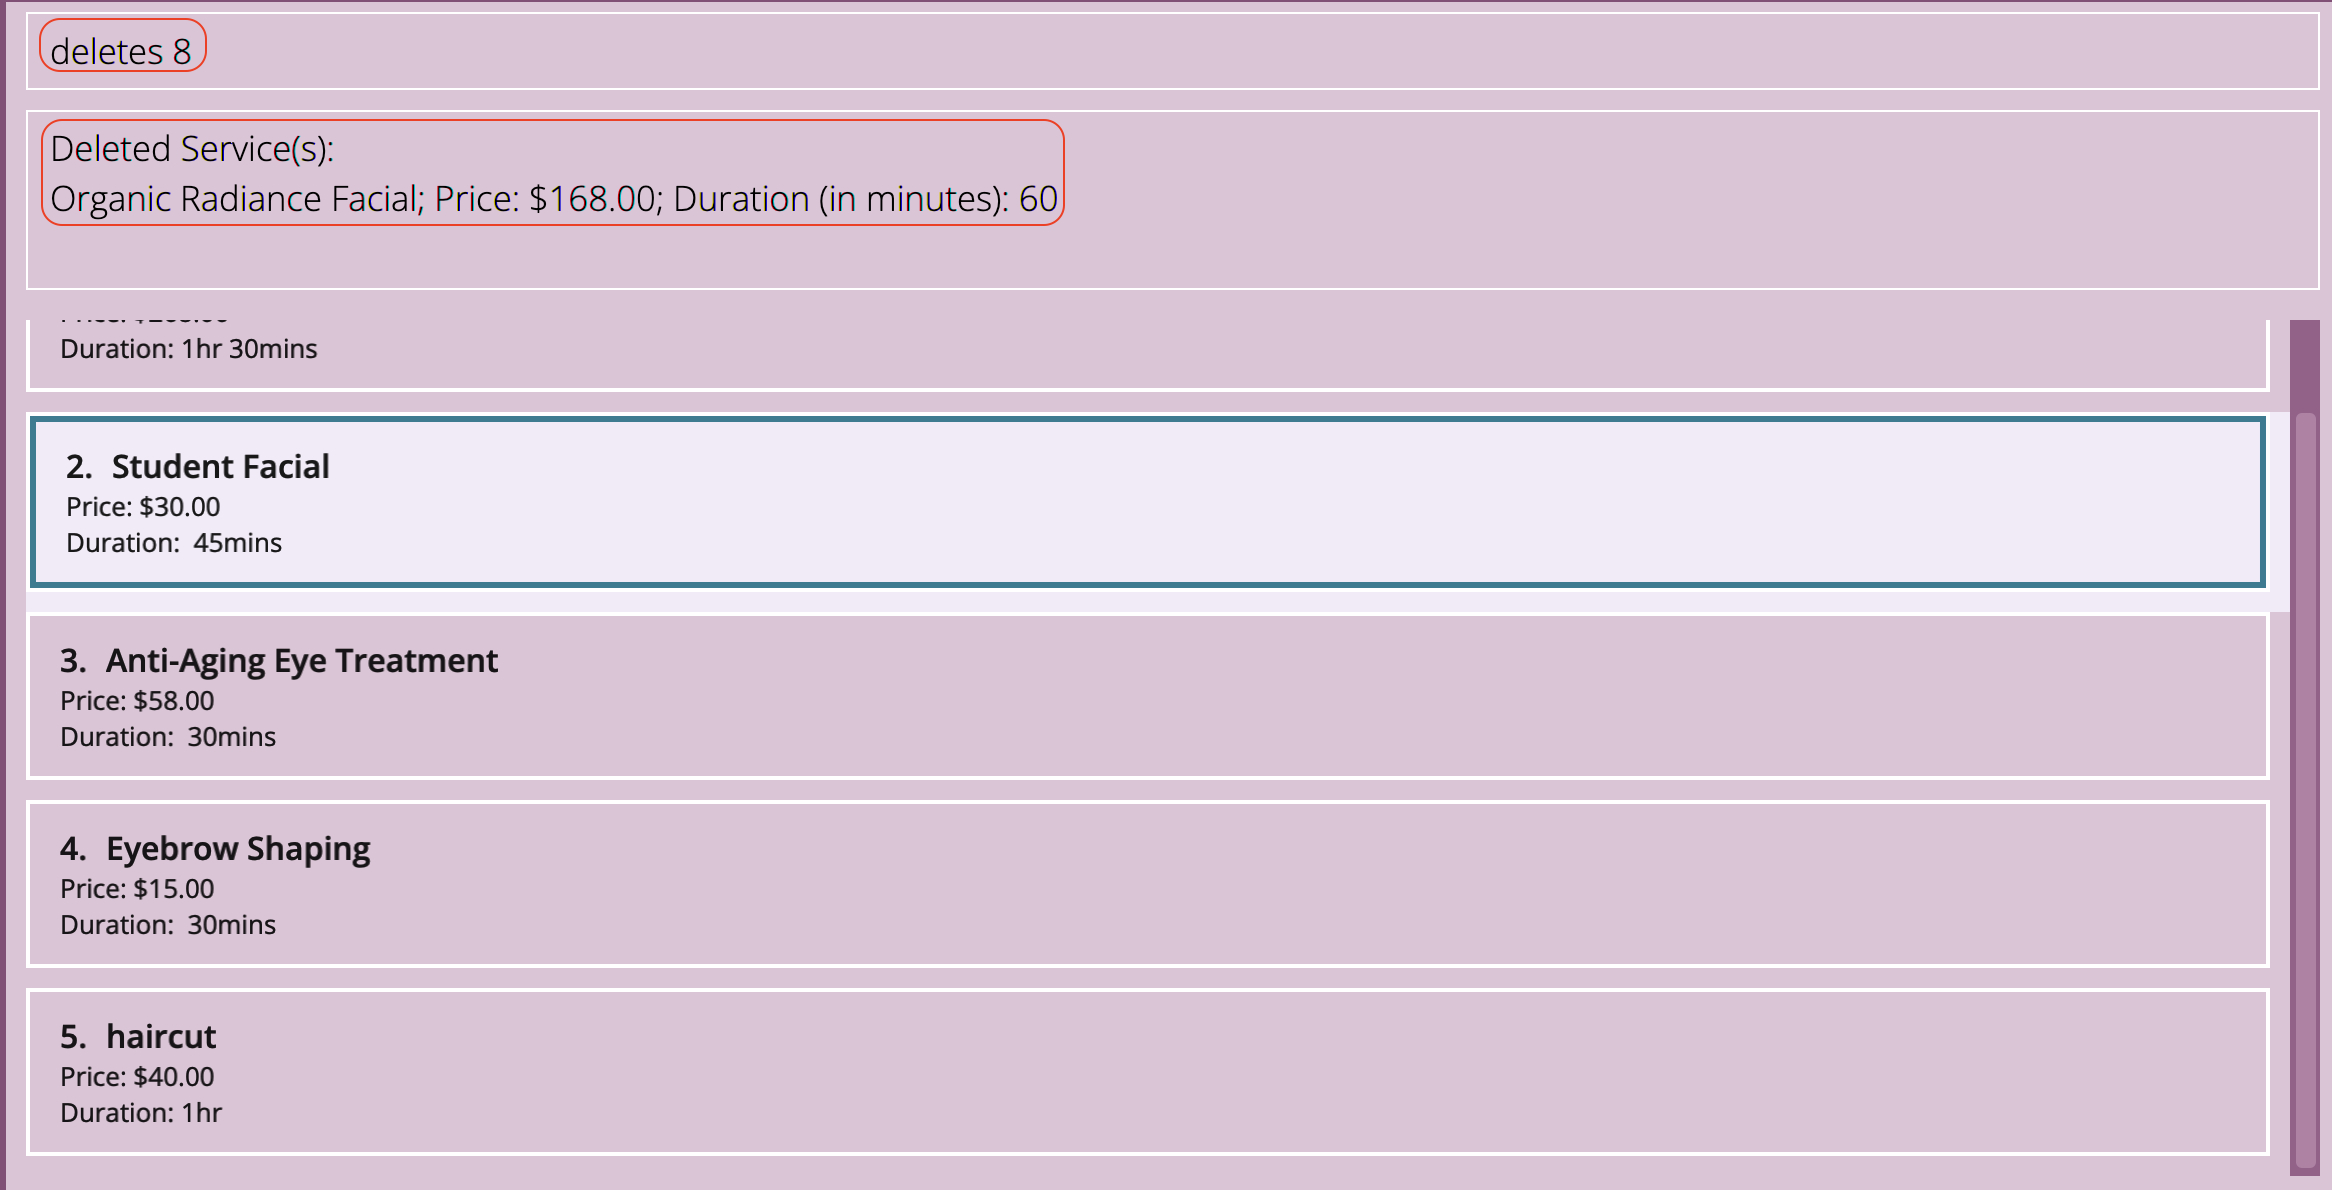 deletes 8
Deleted Service(s):
Organic Radiance Facial; Price: $168.00; Duration (in minutes): 60
Duration: 1hr 30mins
2. Student Facial
Price: $30.00
Duration: 45mins
3. Anti-Aging Eye Treatment
Price: $58.00
Duration: 30mins
4. Eyebrow Shaping
Price: $15.00
Duration: 30mins
5. haircut
Price: $40.00
Duration: 1hr